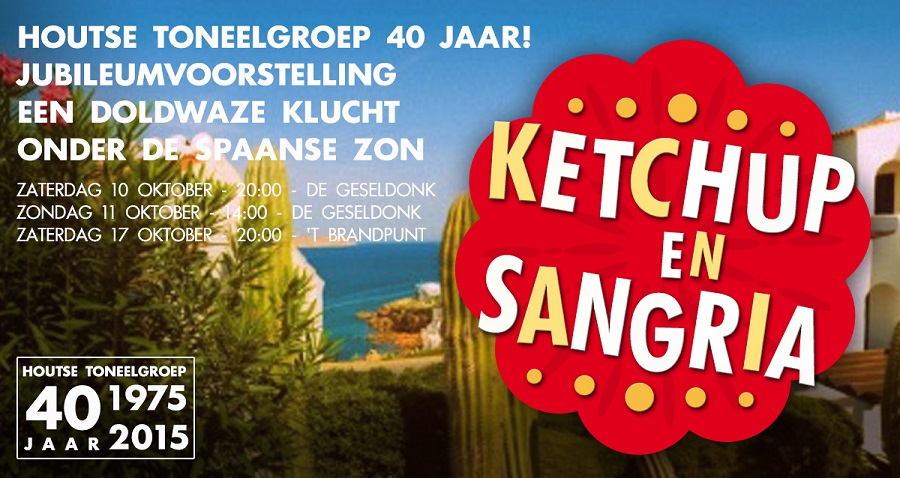 HOUTSE TONEELGROEP 40 JAAR!
JUBILEUMVOORSTELLING
EEN DOLDWAZE KLUCHT
ONDER DE SPAANSE ZON
ZATERDAG 10 OKTOBER - 20:00 - DE GESELDONK
ZONDAG 11 OKTOBER - 14:00 - DE GESELDONK
ZATERDAG 17 OKTOBER - 20:00 - 'T BRANDPUNT
KETCHUP
EN
SANGRIA
HOUTSE TONEELGROEP
40 1975
JAAR 2015